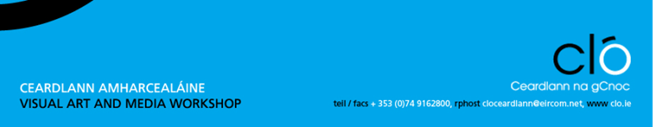 cló
Ceardlann na gCnoc
CEARDLANN AMHARCEALÁINE
VISUAL ART AND MEDIA WORKSHOP
teil / facs + 353 (0)74 9162800, rphost cloceardlann@eircom.net, www clo.ie